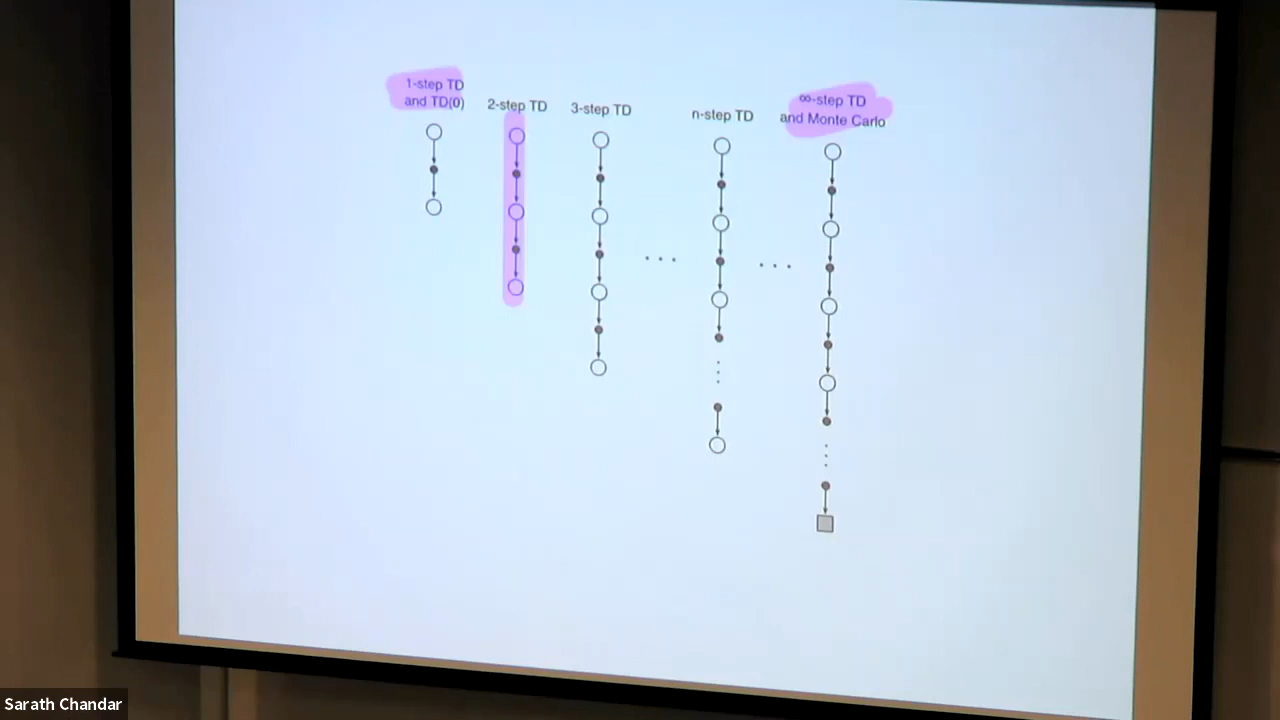 1-step TD
and TD(0)
2-step TD
3-step TD
n-step TD
∞-step TD
and Monte Carlo
Sarath Chandar